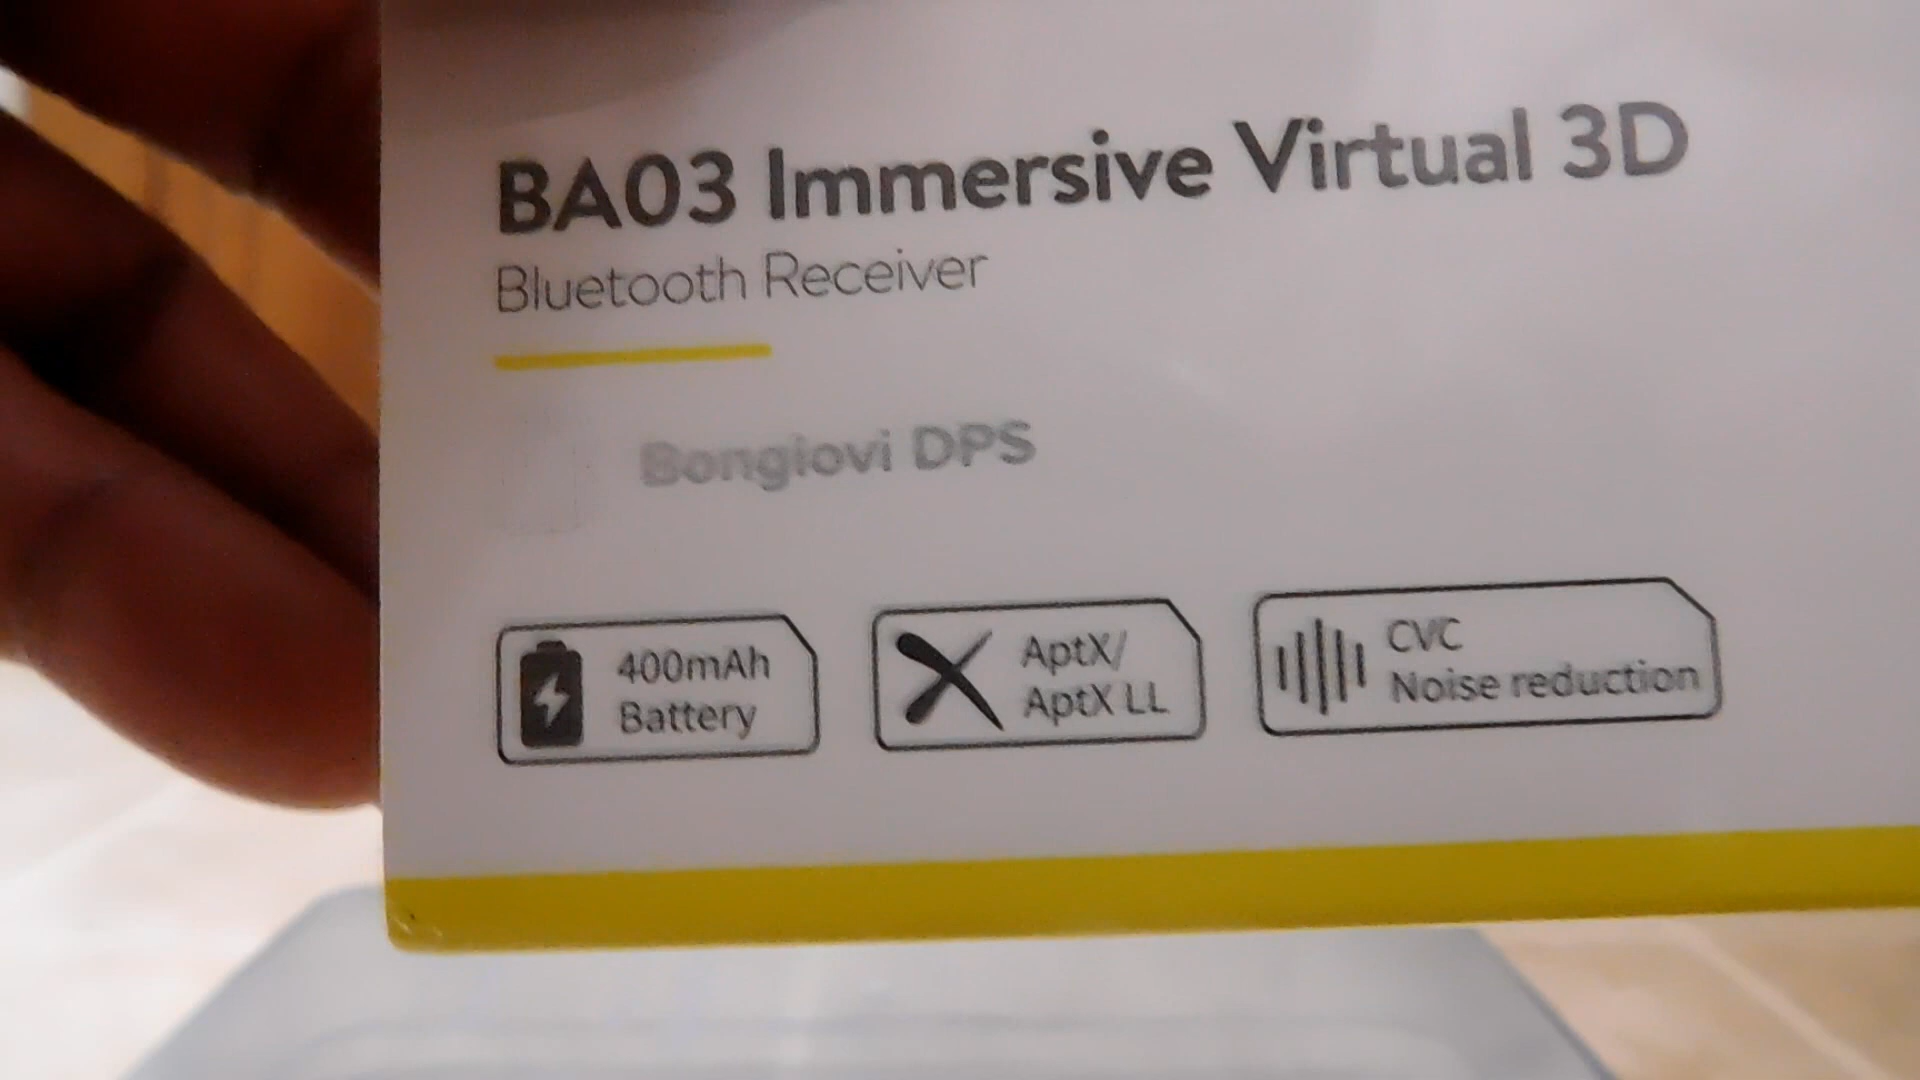 BA03 Immersive Virtual 3D
Bluetooth Receiver
Bongiovi DPS
400mAh
Battery
AptX/
AptX LL
CVC
Noise reduction